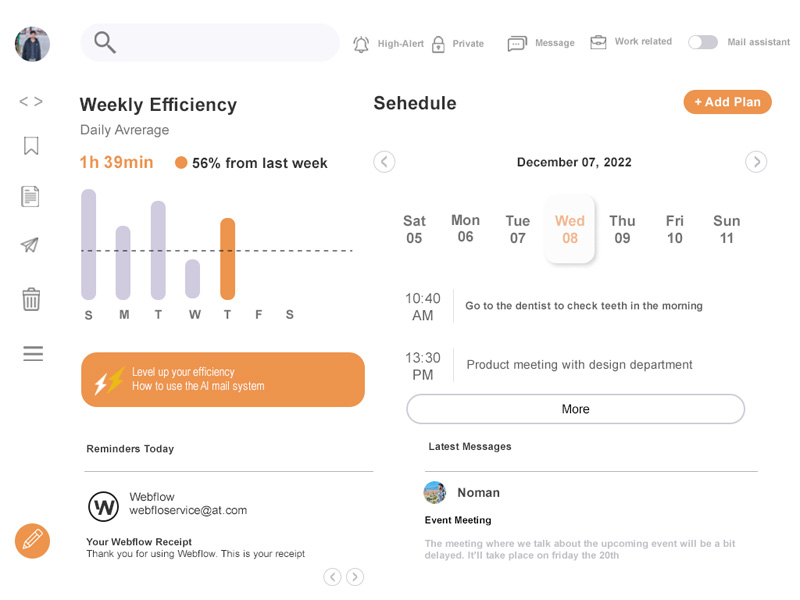 High-Alert
Private
Message
Work related
Mail assistant
Weekly Efficiency
Daily Avrerage
1h 39min
56% from last week
S M T W T F S
Level up your efficiency
How to use the AI mail system
Reminders Today
W
Webflow
webfloservice@at.com
Your Webflow Receipt
Thank you for using Webflow. This is your receipt
Sehedule
+ Add Plan
December 07, 2022
Sat Mon Tue Wed Thu Fri Sun
05 06 07 08 09 10 11
10:40
AM
Go to the dentist to check teeth in the morning
13:30
PM
Product meeting with design department
More
Latest Messages
Noman
Event Meeting
The meeting where we talk about the upcoming event will be a bit
delayed. It'll take place on friday the 20th